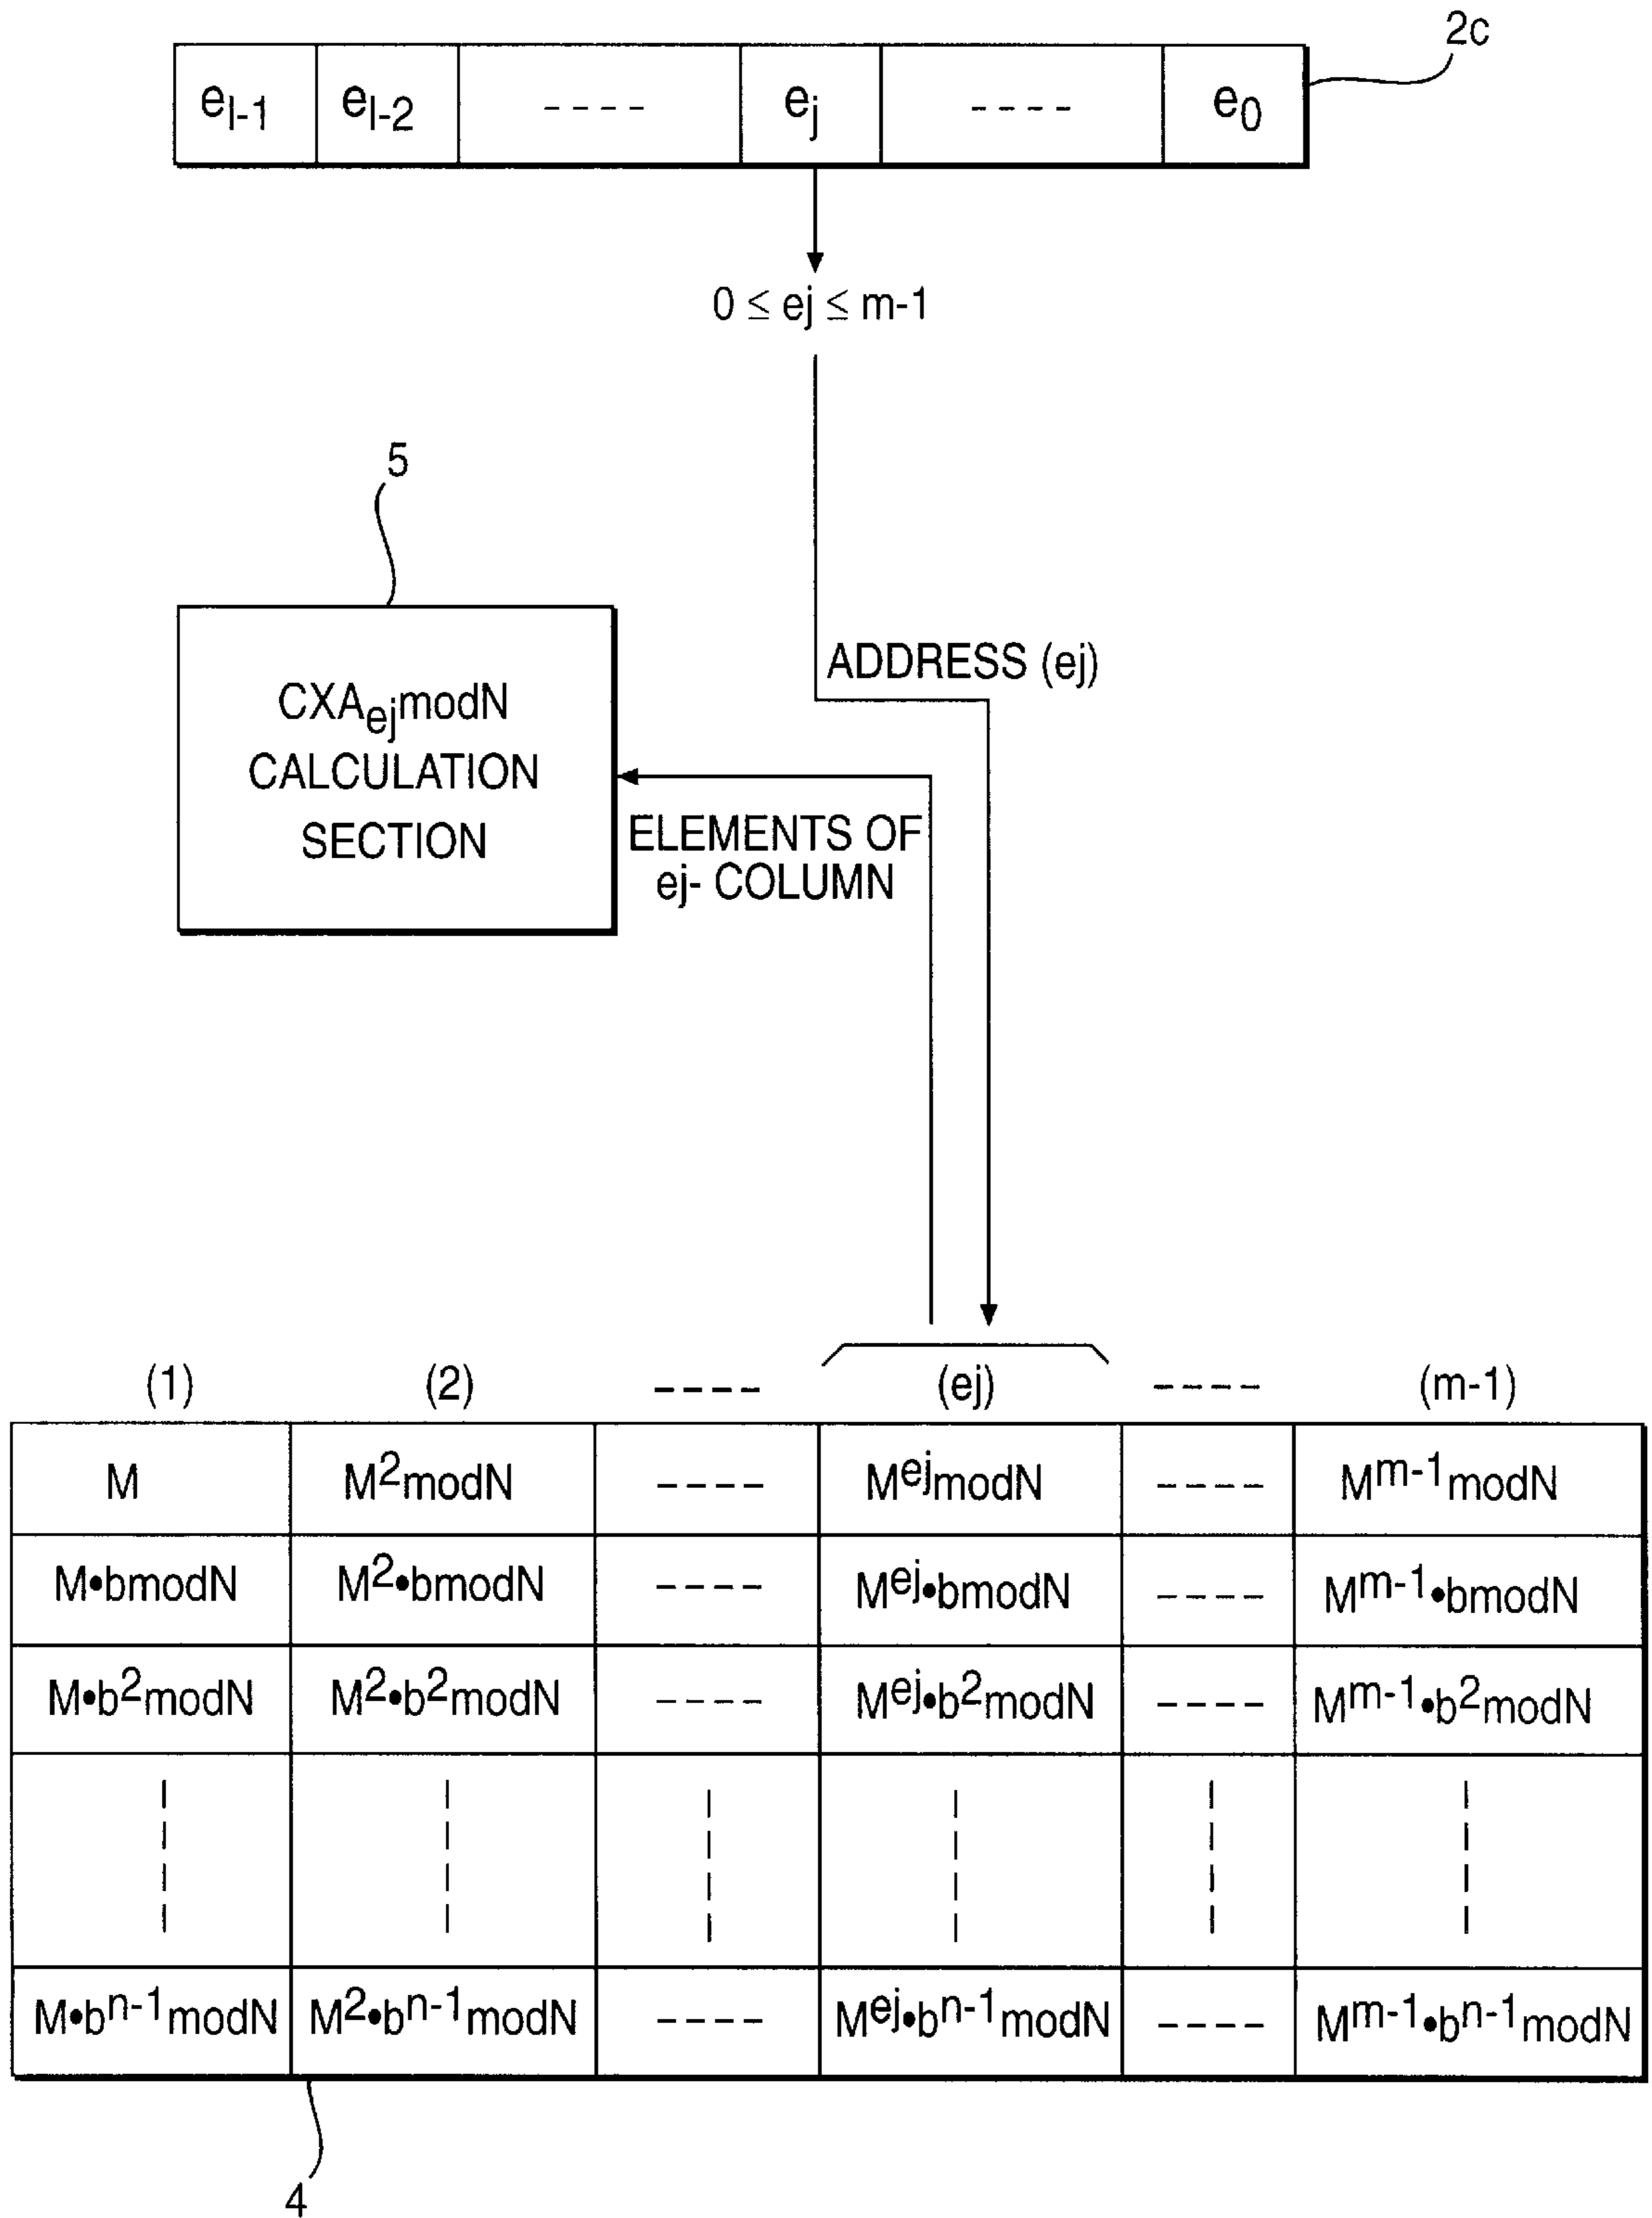 2c
e_{l-1} e_{l-2} ---- e_j ---- e_0
0 ≤ ej ≤ m-1
5
ADDRESS (ej)
CXA_{ej}modN
CALCULATION
SECTION
ELEMENTS OF
ej- COLUMN
(1) (2) ---- (ej) ---- (m-1)
M M^2modN ---- M^{ej}modN ---- M^{m-1}modN
M•bmodN M^2•bmodN ---- M^{ej}•bmodN ---- M^{m-1}•bmodN
M•b^2modN M^2•b^2modN ---- M^{ej}•b^2modN ---- M^{m-1}•b^2modN
M•b^{n-1}modN M^2•b^{n-1}modN ---- M^{ej}•b^{n-1}modN ---- M^{m-1}•b^{n-1}modN
4